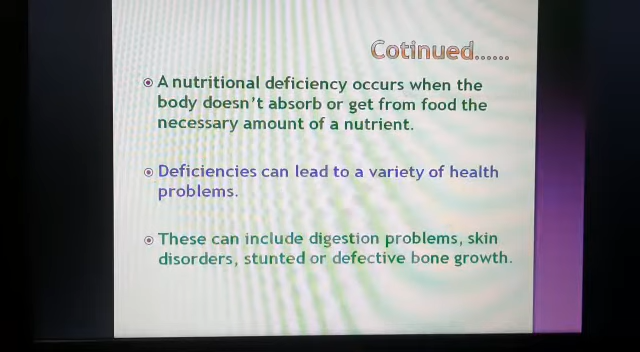 Cotinued......
A nutritional deficiency occurs when the
body doesn't absorb or get from food the
necessary amount of a nutrient.
Deficiencies can lead to a variety of health
problems.
These can include digestion problems, skin
disorders, stunted or defective bone growth.